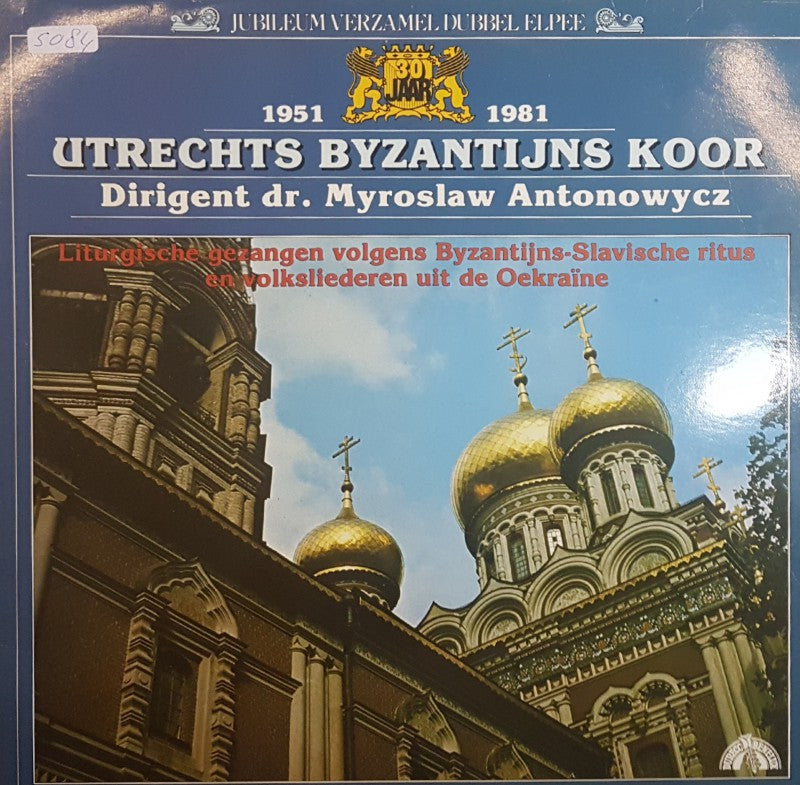 JUBILEUM VERZAMEL DUBBEL ELPEE
5084
30
JAAR
1951 1981
UTRECHTS BYZANTIJNS KOOR
Dirigent dr. Myroslaw Antonowycz
Liturgische gezangen volgens Byzantijns-Slavische ritus
en volksliederen uit de Oekraïne